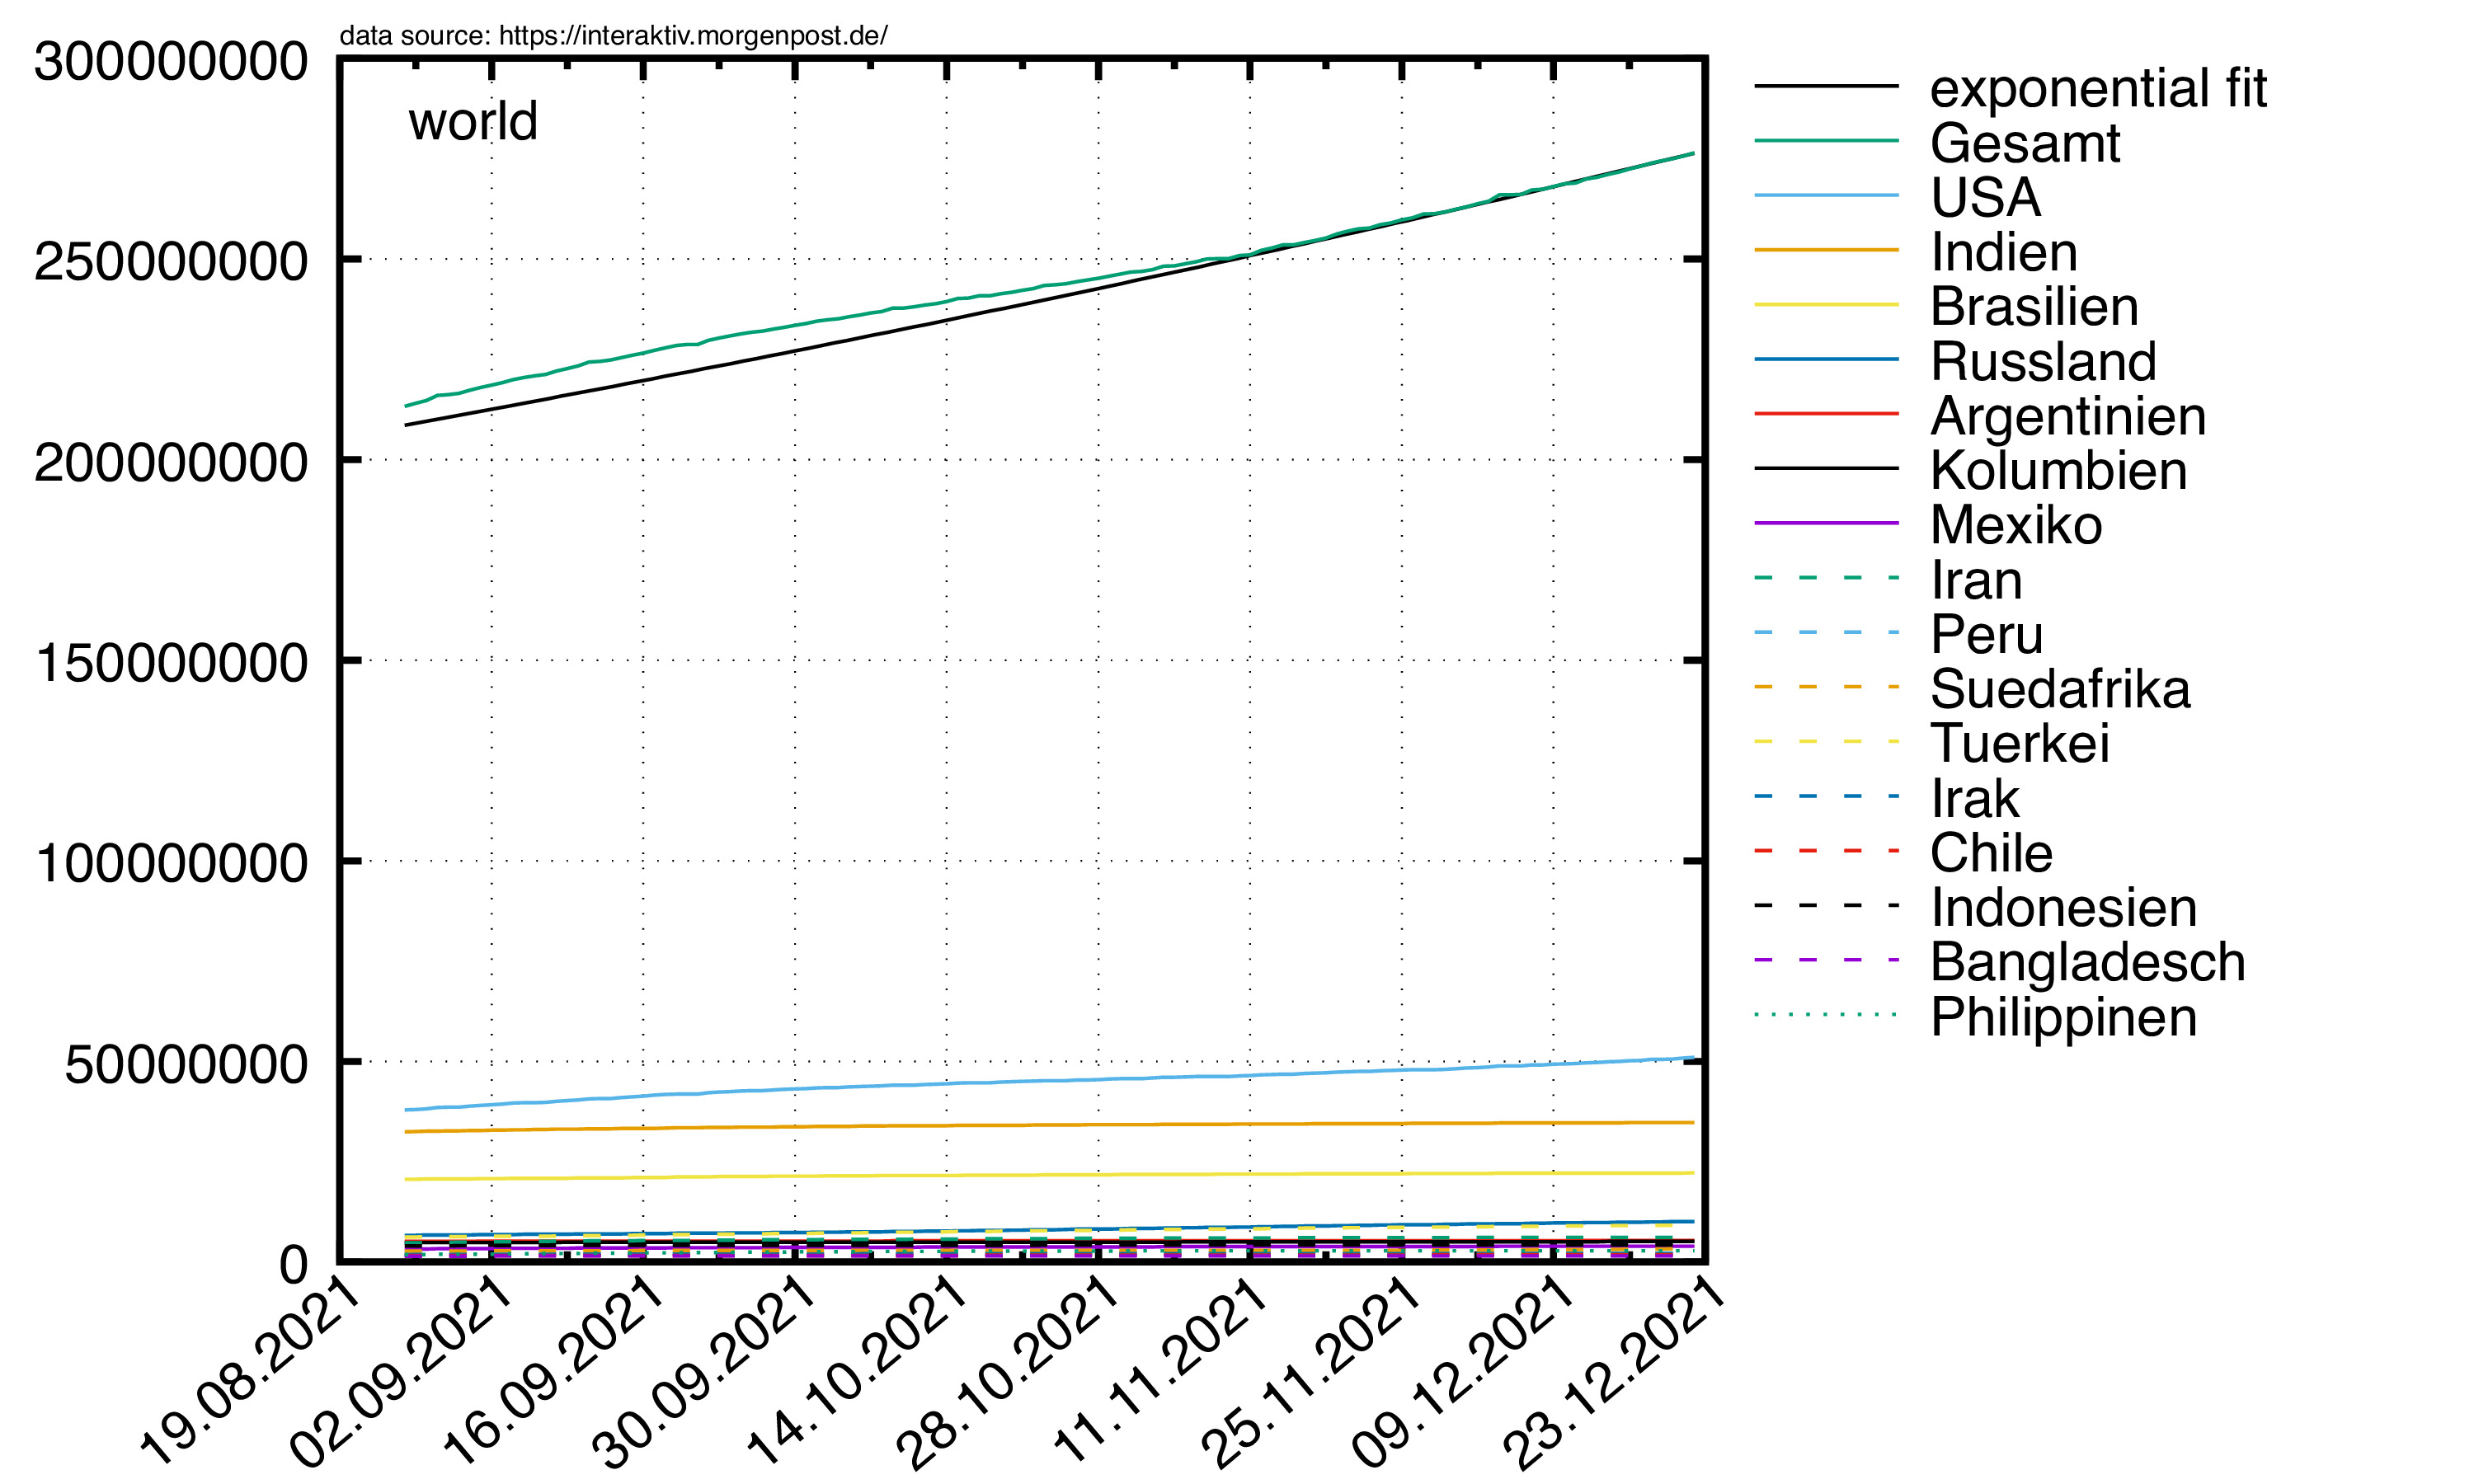 data source: https://interaktiv.morgenpost.de/
world
300000000
250000000
200000000
150000000
100000000
50000000
0
19.08.2021
02.09.2021
16.09.2021
30.09.2021
14.10.2021
28.10.2021
11.11.2021
25.11.2021
09.12.2021
23.12.2021
exponential fit
Gesamt
USA
Indien
Brasilien
Russland
Argentinien
Kolumbien
Mexiko
Iran
Peru
Suedafrika
Tuerkei
Irak
Chile
Indonesien
Bangladesch
Philippinen